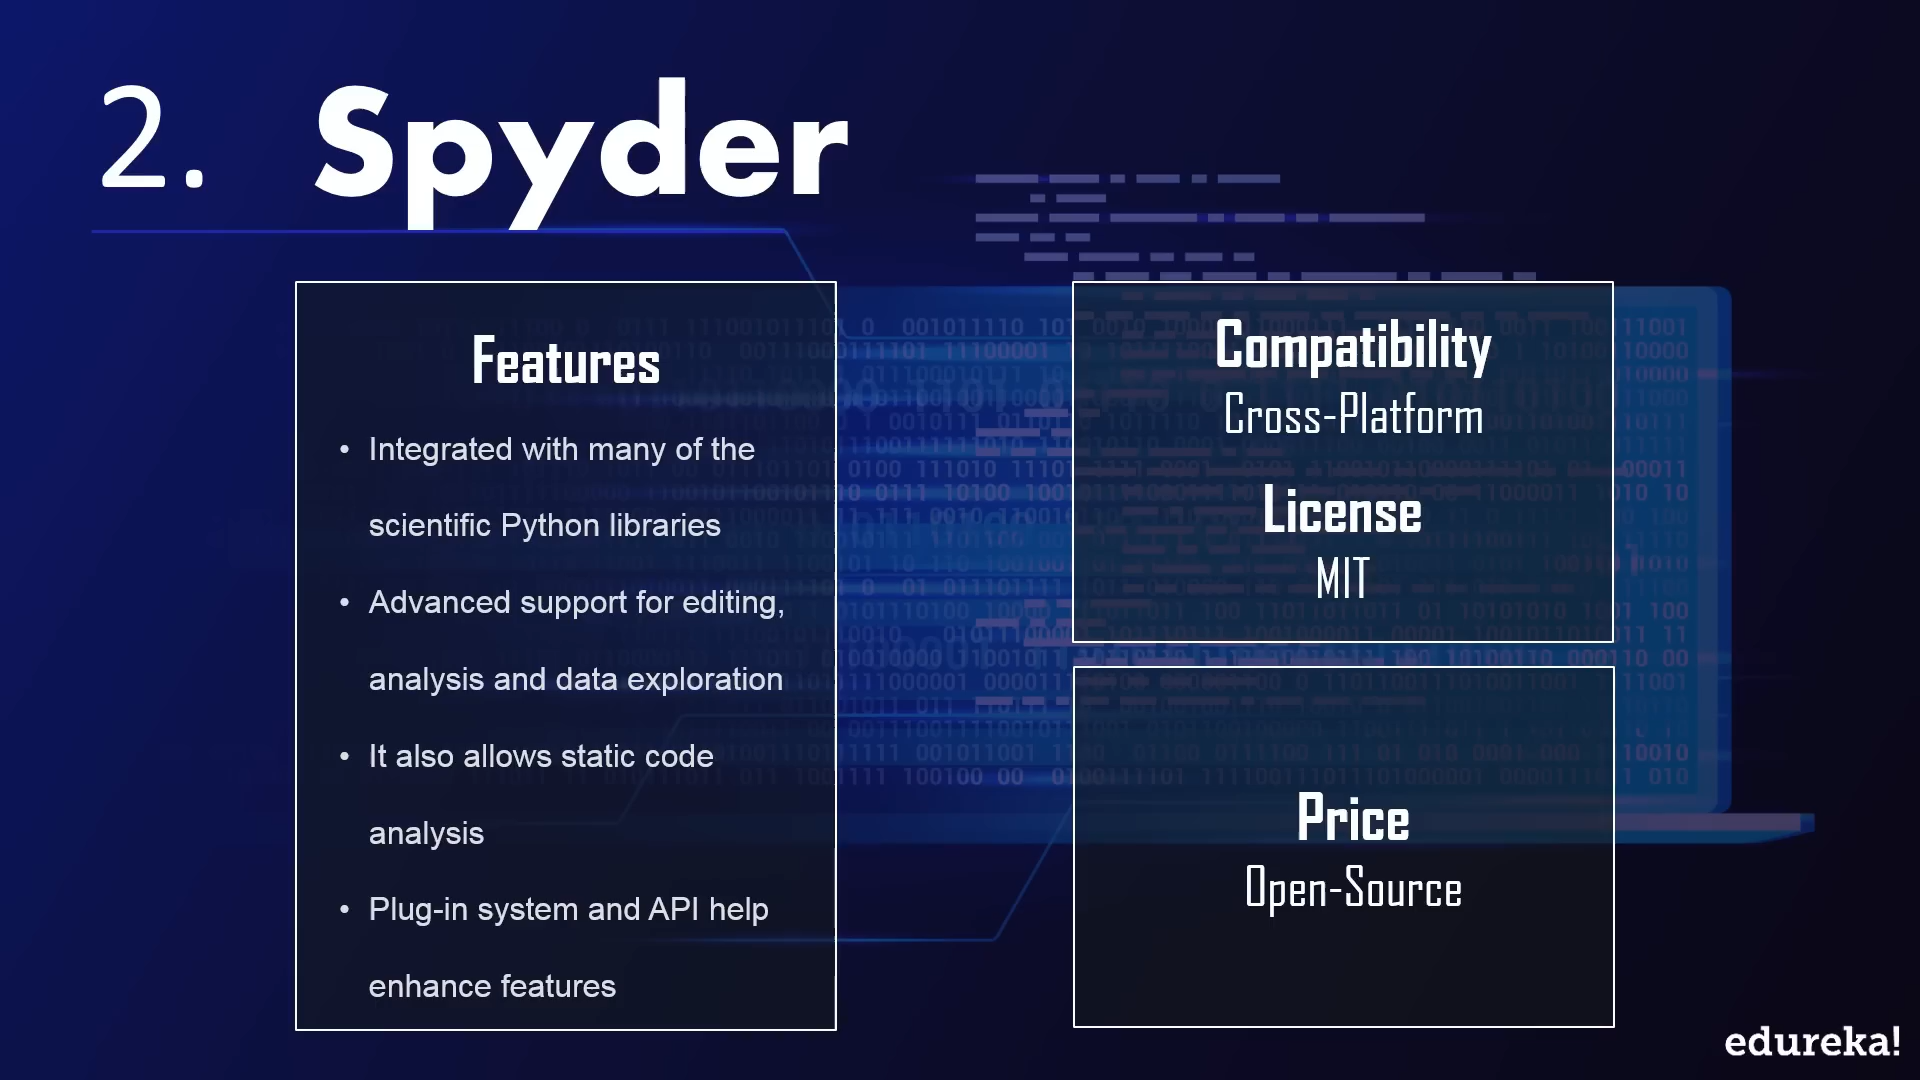 2. Spyder
Features
• Integrated with many of the
scientific Python libraries
• Advanced support for editing,
analysis and data exploration
• It also allows static code
analysis
• Plug-in system and API help
enhance features
Compatibility
Cross-Platform
License
MIT
Price
Open-Source
edureka!